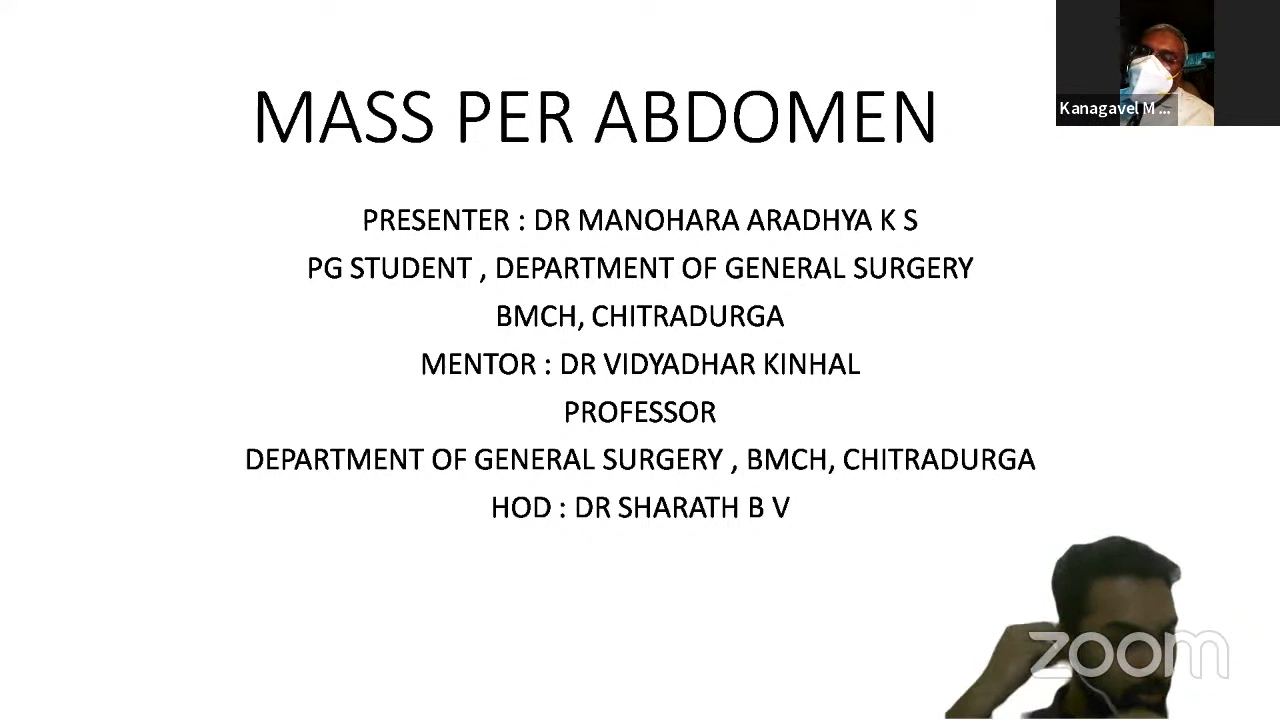 MASS PER ABDOMEN
Kanagavel M ...
PRESENTER : DR MANOHARA ARADHYA K S
PG STUDENT , DEPARTMENT OF GENERAL SURGERY
BMCH, CHITRADURGA
MENTOR : DR VIDYADHAR KINHAL
PROFESSOR
DEPARTMENT OF GENERAL SURGERY , BMCH, CHITRADURGA
HOD : DR SHARATH B V
zoom